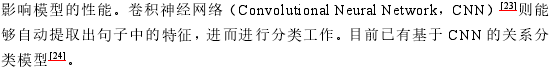 影响模型的性能。卷积神经网络（Convolutional Neural Network，CNN）[23]则能
够自动提取出句子中的特征，进而进行分类工作。目前已有基于 CNN 的关系分
类模型[24]。